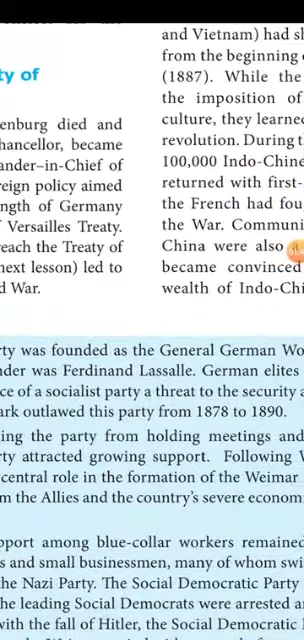 ty of
enburg died and
hancellor, became
ander–in-Chief of
reign policy aimed
ngth of Germany
f Versailles Treaty.
reach the Treaty of
next lesson) led to
d War.
and Vietnam) had sh
from the beginning
(1887). While the
the imposition of
culture, they learned
revolution. During t
100,000 Indo-Chine
returned with first-
the French had foug
the War. Communi
China were also
became convinced
wealth of Indo-Chi
rty was founded as the General German Wo
nder was Ferdinand Lassalle. German elites
ce of a socialist party a threat to the security a
ark outlawed this party from 1878 to 1890.
ing the party from holding meetings and
rty attracted growing support. Following W
central role in the formation of the Weimar
m the Allies and the country's severe economi
pport among blue-collar workers remained
s and small businessmen, many of whom swi
the Nazi Party. The Social Democratic Party
he leading Social Democrats were arrested a
with the fall of Hitler, the Social Democratic